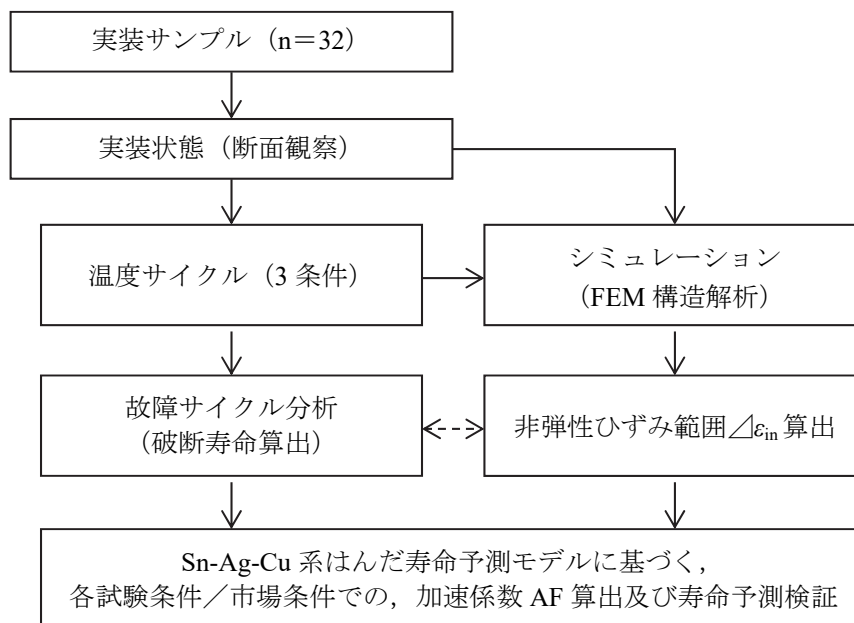 実装サンプル（n＝32）
実装状態（断面観察）
温度サイクル（3 条件）
シミュレーション
（FEM 構造解析）
故障サイクル分析
（破断寿命算出）
非弾性ひずみ範囲⊿εin 算出
Sn-Ag-Cu 系はんだ寿命予測モデルに基づく，
各試験条件／市場条件での，加速係数 AF 算出及び寿命予測検証